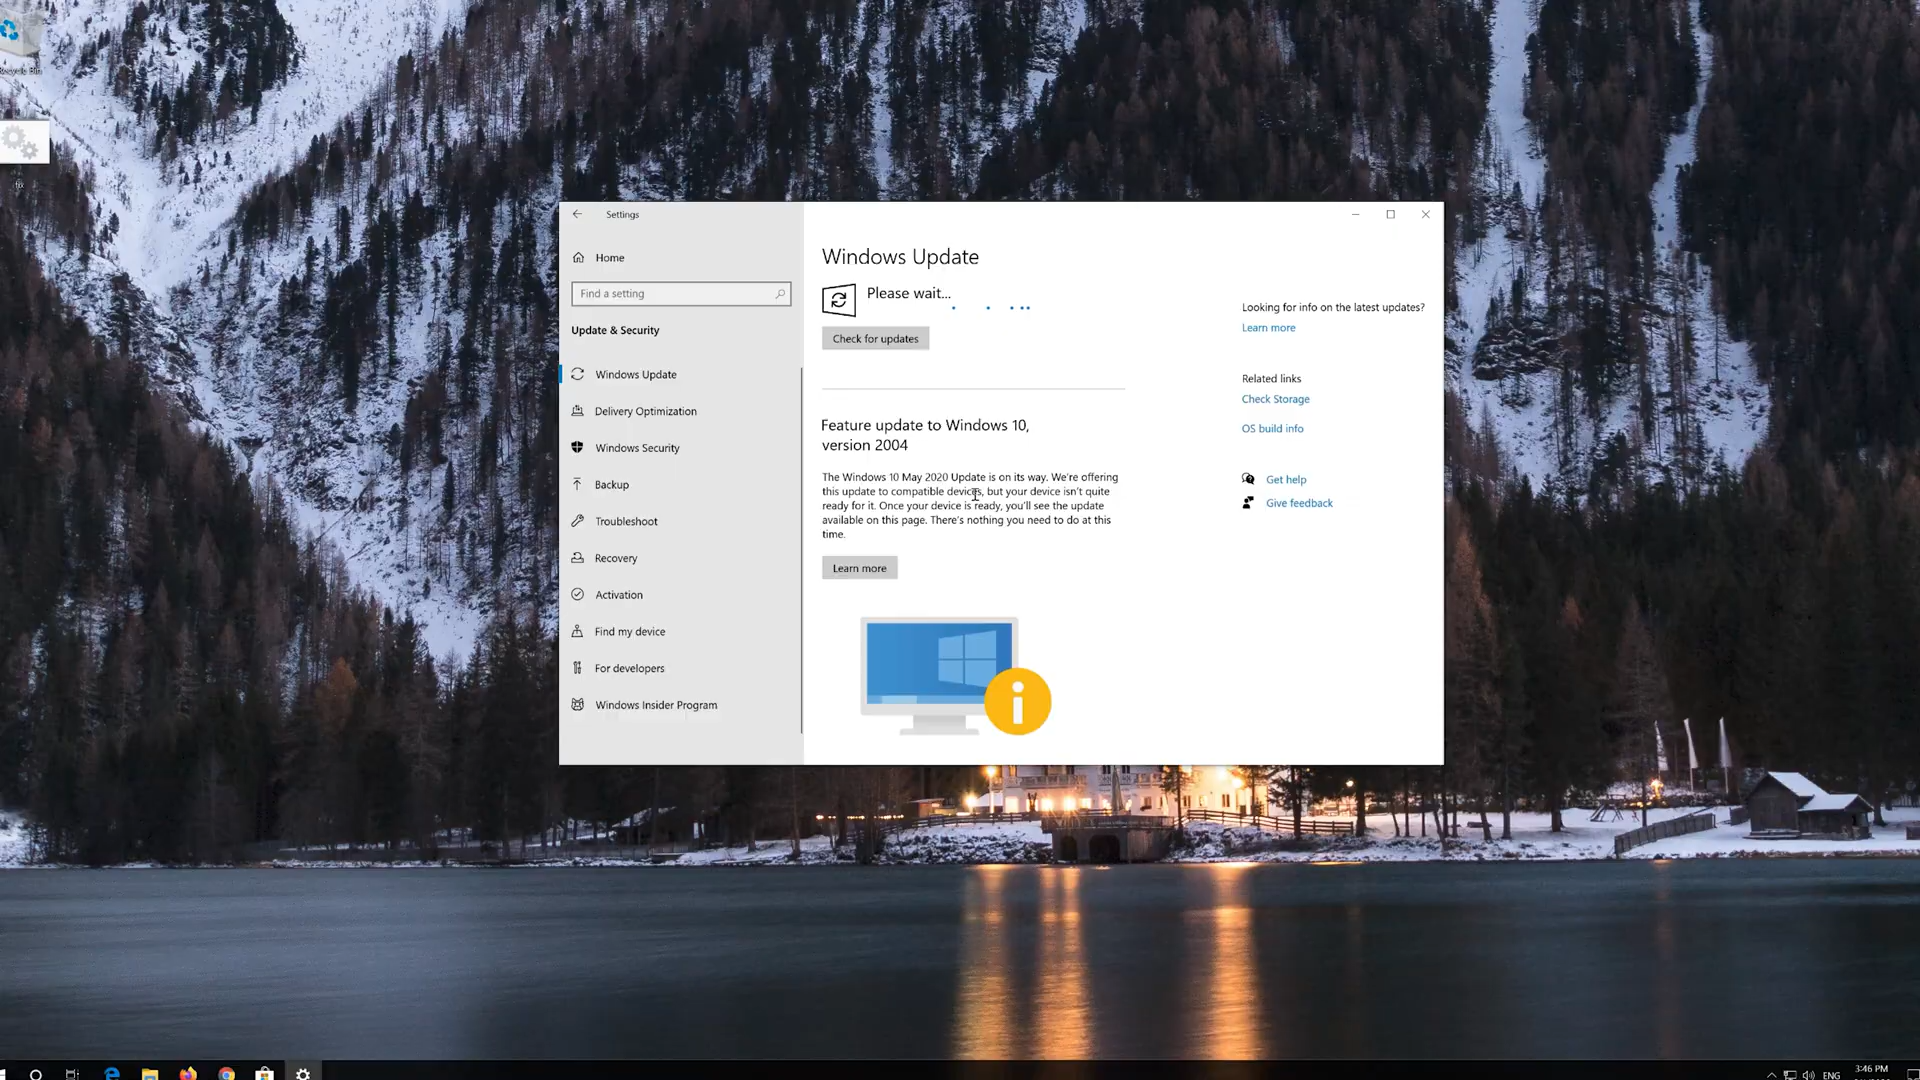 Recycle Bin
fix
Settings
Home
Find a setting
Update & Security
Windows Update
Delivery Optimization
Windows Security
Backup
Troubleshoot
Recovery
Activation
Find my device
For developers
Windows Insider Program
Windows Update
Please wait...
Check for updates
Feature update to Windows 10,
version 2004
The Windows 10 May 2020 Update is on its way. We're offering
this update to compatible devices, but your device isn't quite
ready for it. Once your device is ready, you'll see the update
available on this page. There's nothing you need to do at this
time.
Learn more
Looking for info on the latest updates?
Learn more
Related links
Check Storage
OS build info
Get help
Give feedback
ENG
3:46 PM